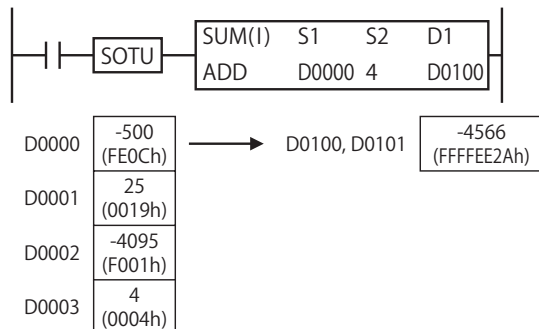 SUM(I) S1 S2 D1
SOTU
ADD D0000 4 D0100
D0000 -500 (FE0Ch) D0100, D0101 -4566 (FFFFEE2Ah)
D0001 25 (0019h)
D0002 -4095 (F001h)
D0003 4 (0004h)